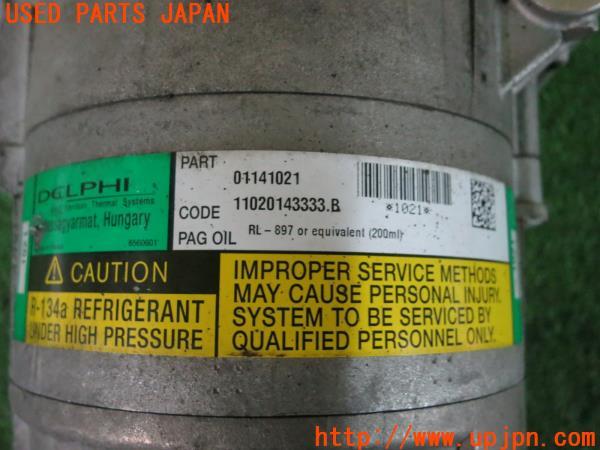 USED PARTS JAPAN
DELPHI
Thermal Systems
Hungary
8560601
PART 01141021
CODE 11020143333.B
*1021*
PAG OIL RL-897 or equivalent (200ml)
CAUTION
R-134a REFRIGERANT
UNDER HIGH PRESSURE
IMPROPER SERVICE METHODS
MAY CAUSE PERSONAL INJURY.
SYSTEM TO BE SERVICED BY
QUALIFIED PERSONNEL ONLY.
UPJ
http://www.upjpn.com